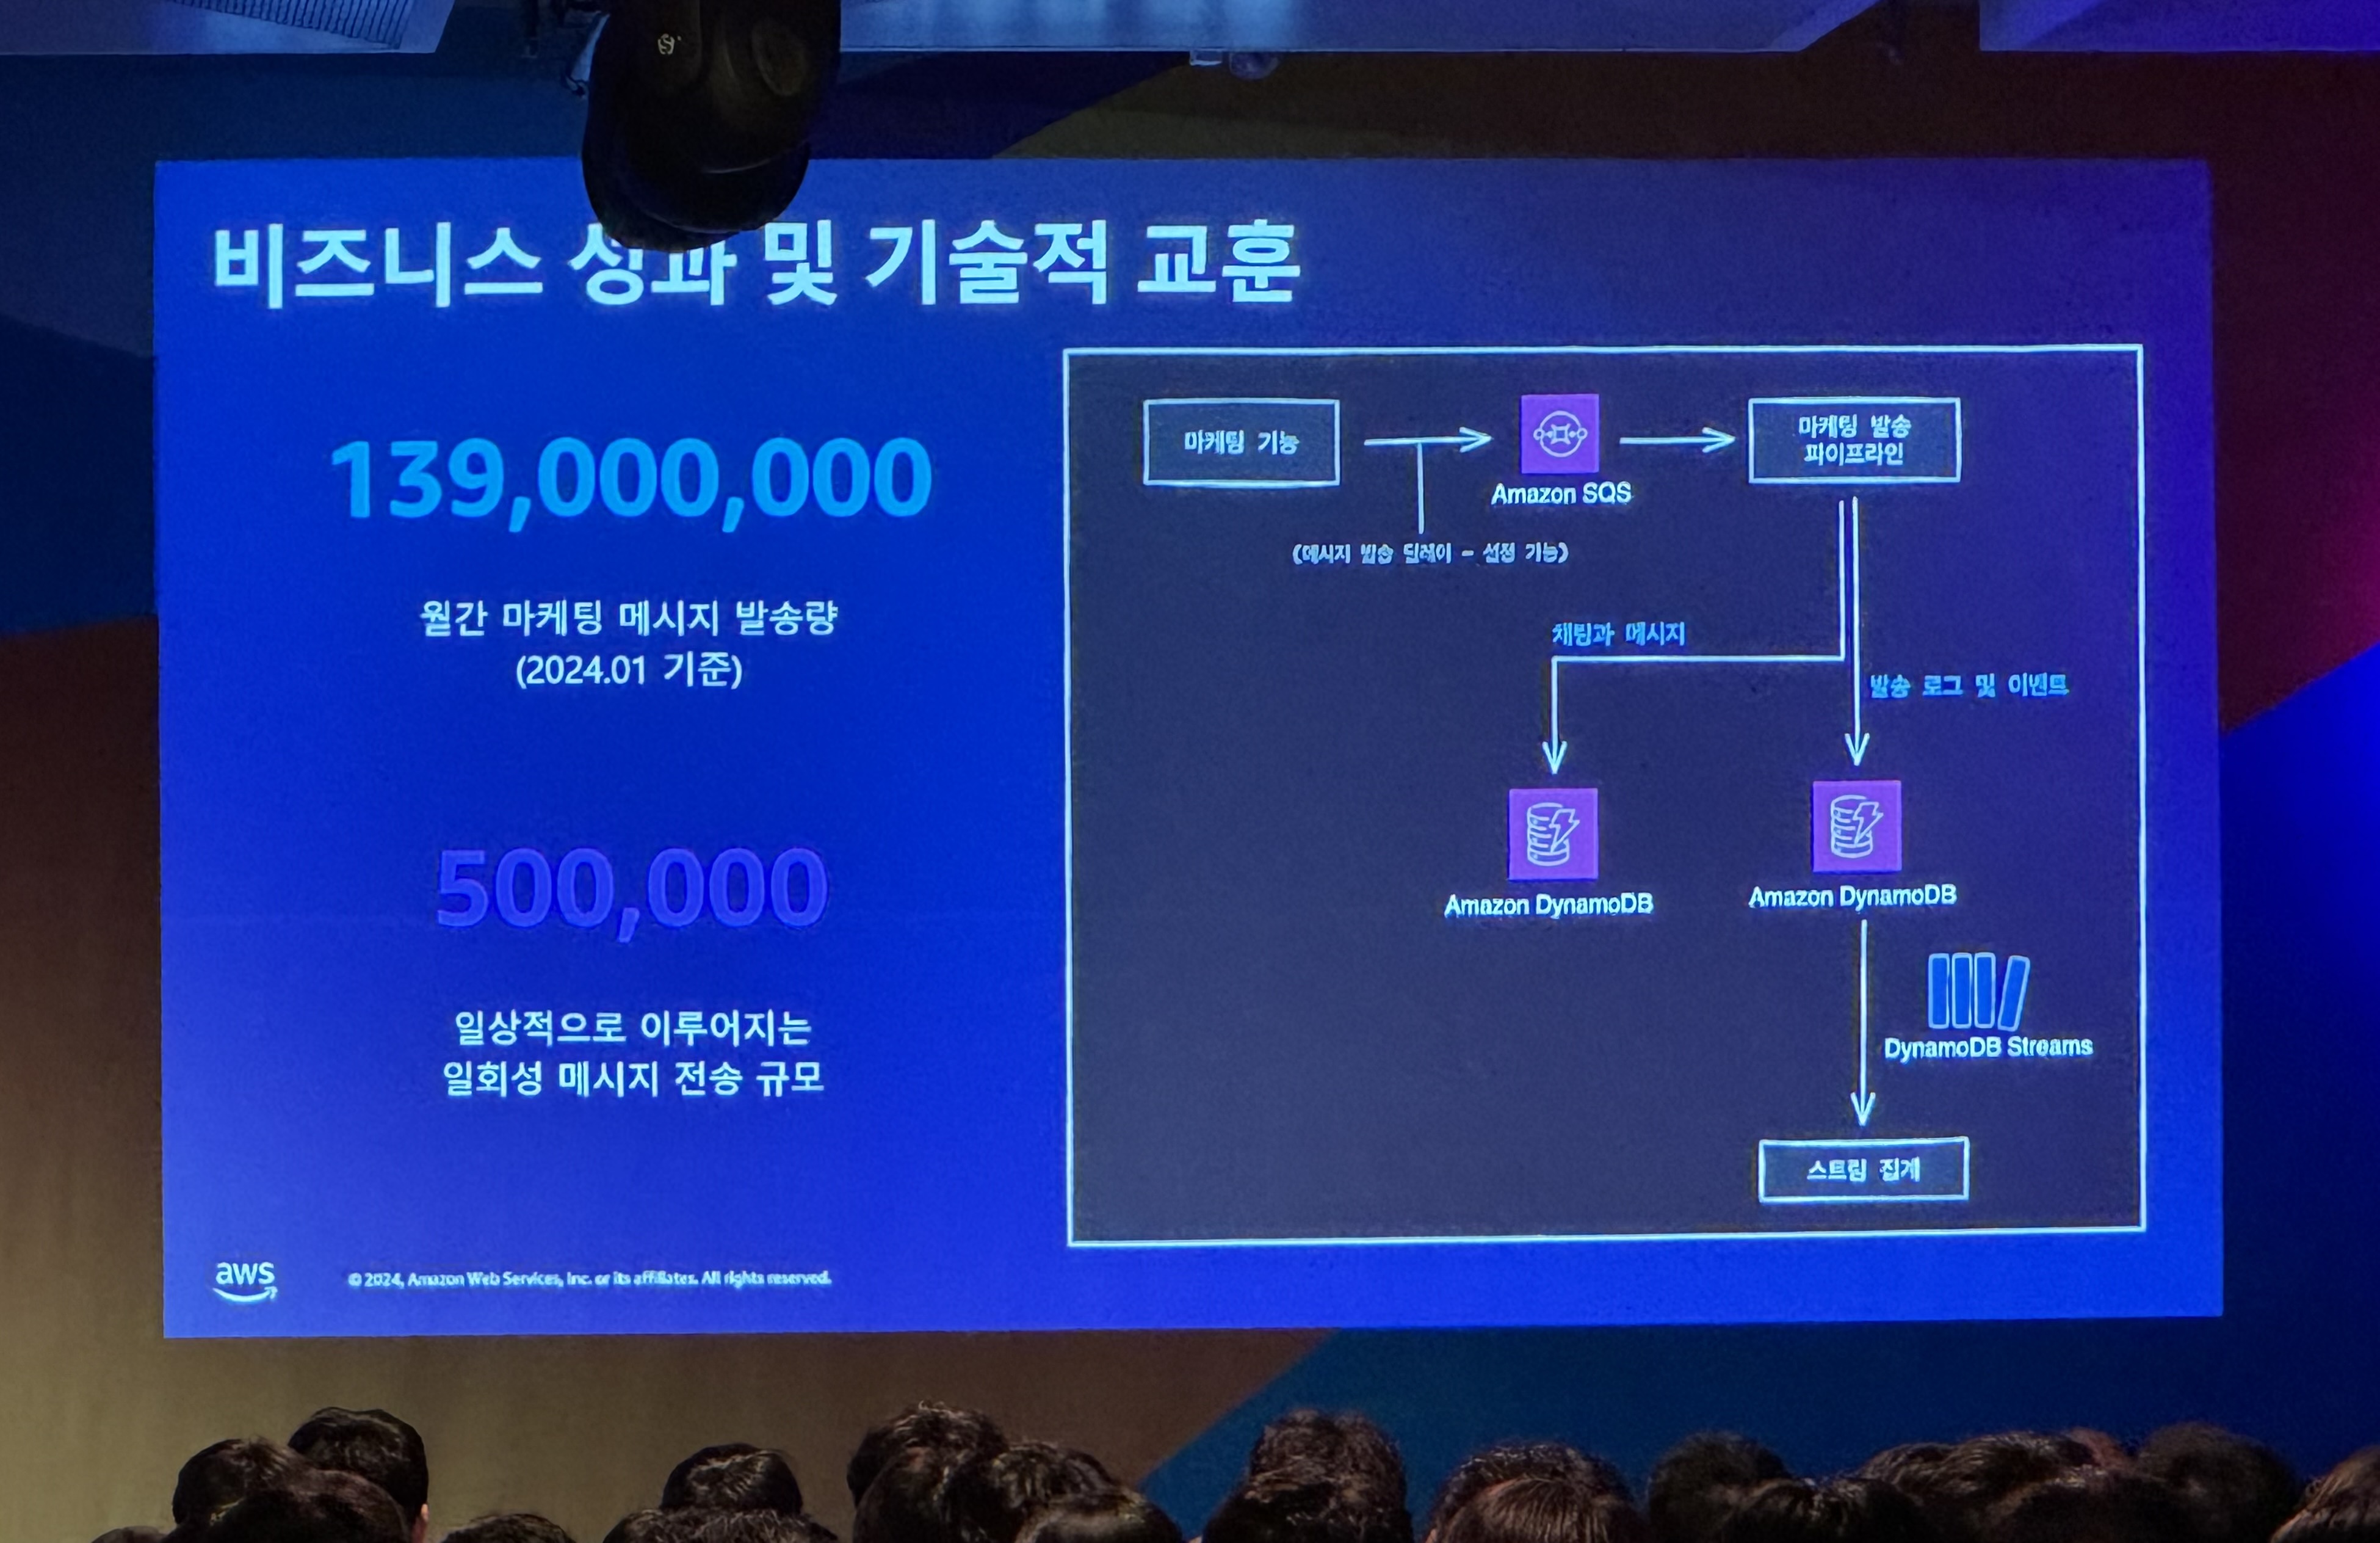 비즈니스 성과 및 기술적 교훈
139,000,000
월간 마케팅 메시지 발송량
(2024.01 기준)
500,000
일상적으로 이루어지는
일회성 메시지 전송 규모
마케팅 기능
Amazon SQS
마케팅 발송
파이프라인
(메시지 발송 딜레이 - 설정 기능)
채팅과 메시지
발송 로그 및 이벤트
Amazon DynamoDB
Amazon DynamoDB
DynamoDB Streams
스트림 집계
aws
© 2024, Amazon Web Services, Inc. or its affiliates. All rights reserved.